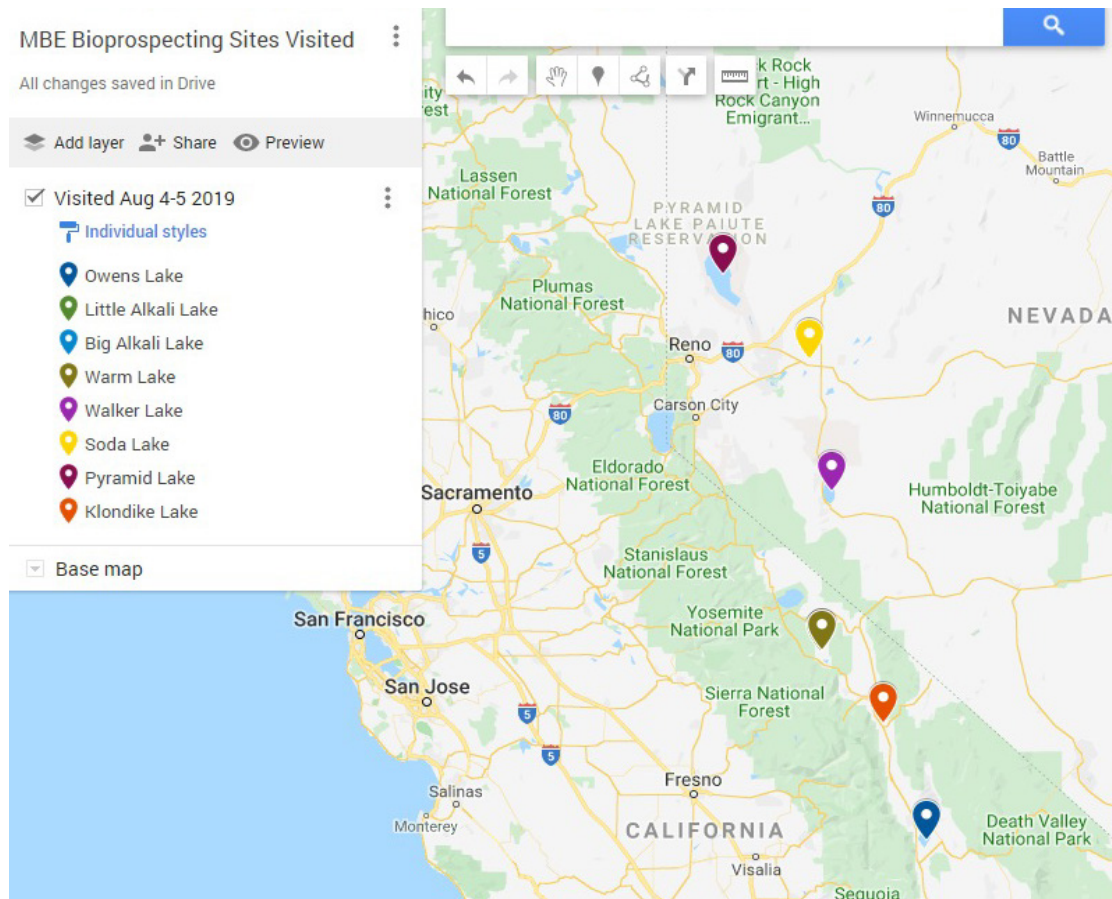 MBE Bioprospecting Sites Visited
All changes saved in Drive
Add layer Share Preview
Visited Aug 4-5 2019
Individual styles
Owens Lake
Little Alkali Lake
Big Alkali Lake
Warm Lake
Walker Lake
Soda Lake
Pyramid Lake
Klondike Lake
Base map
k Rock
rt - High
Rock Canyon
Emigrant...
ity
est
Winnemucca
80
Battle
Mountain
Lassen
National Forest
80
PYRAMID
LAKE PAIUTE
RESERVATION
Plumas
National Forest
hico
NEVADA
Reno
80
Carson City
80
Eldorado
National Forest
Sacramento
Humboldt-Toiyabe
National Forest
5
Stanislaus
National Forest
San Francisco
Yosemite
National Park
San Jose
Sierra National
Forest
5
5
Fresno
Salinas
Monterey
CALIFORNIA
Death Valley
National Park
Visalia
Sequoia